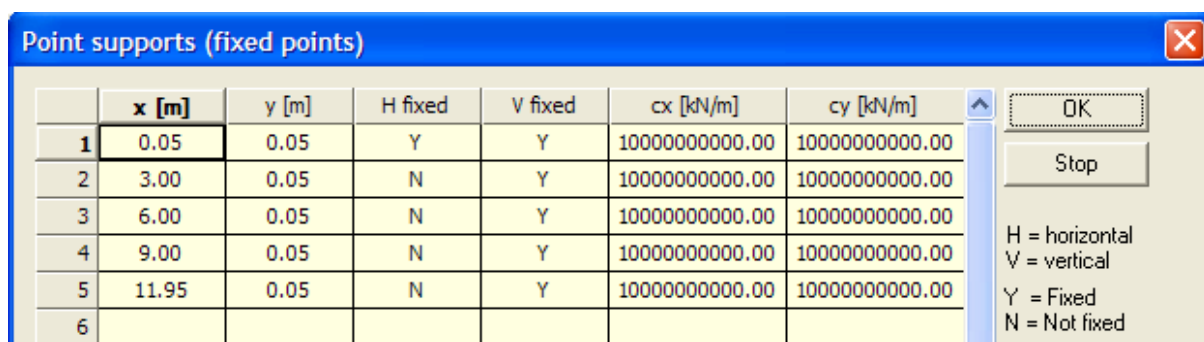 Point supports (fixed points)
x [m] y [m] H fixed V fixed cx [kN/m] cy [kN/m]
1 0.05 0.05 Y Y 10000000000.00 10000000000.00
2 3.00 0.05 N Y 10000000000.00 10000000000.00
3 6.00 0.05 N Y 10000000000.00 10000000000.00
4 9.00 0.05 N Y 10000000000.00 10000000000.00
5 11.95 0.05 N Y 10000000000.00 10000000000.00
6
OK
Stop
H = horizontal
V = vertical
Y = Fixed
N = Not fixed